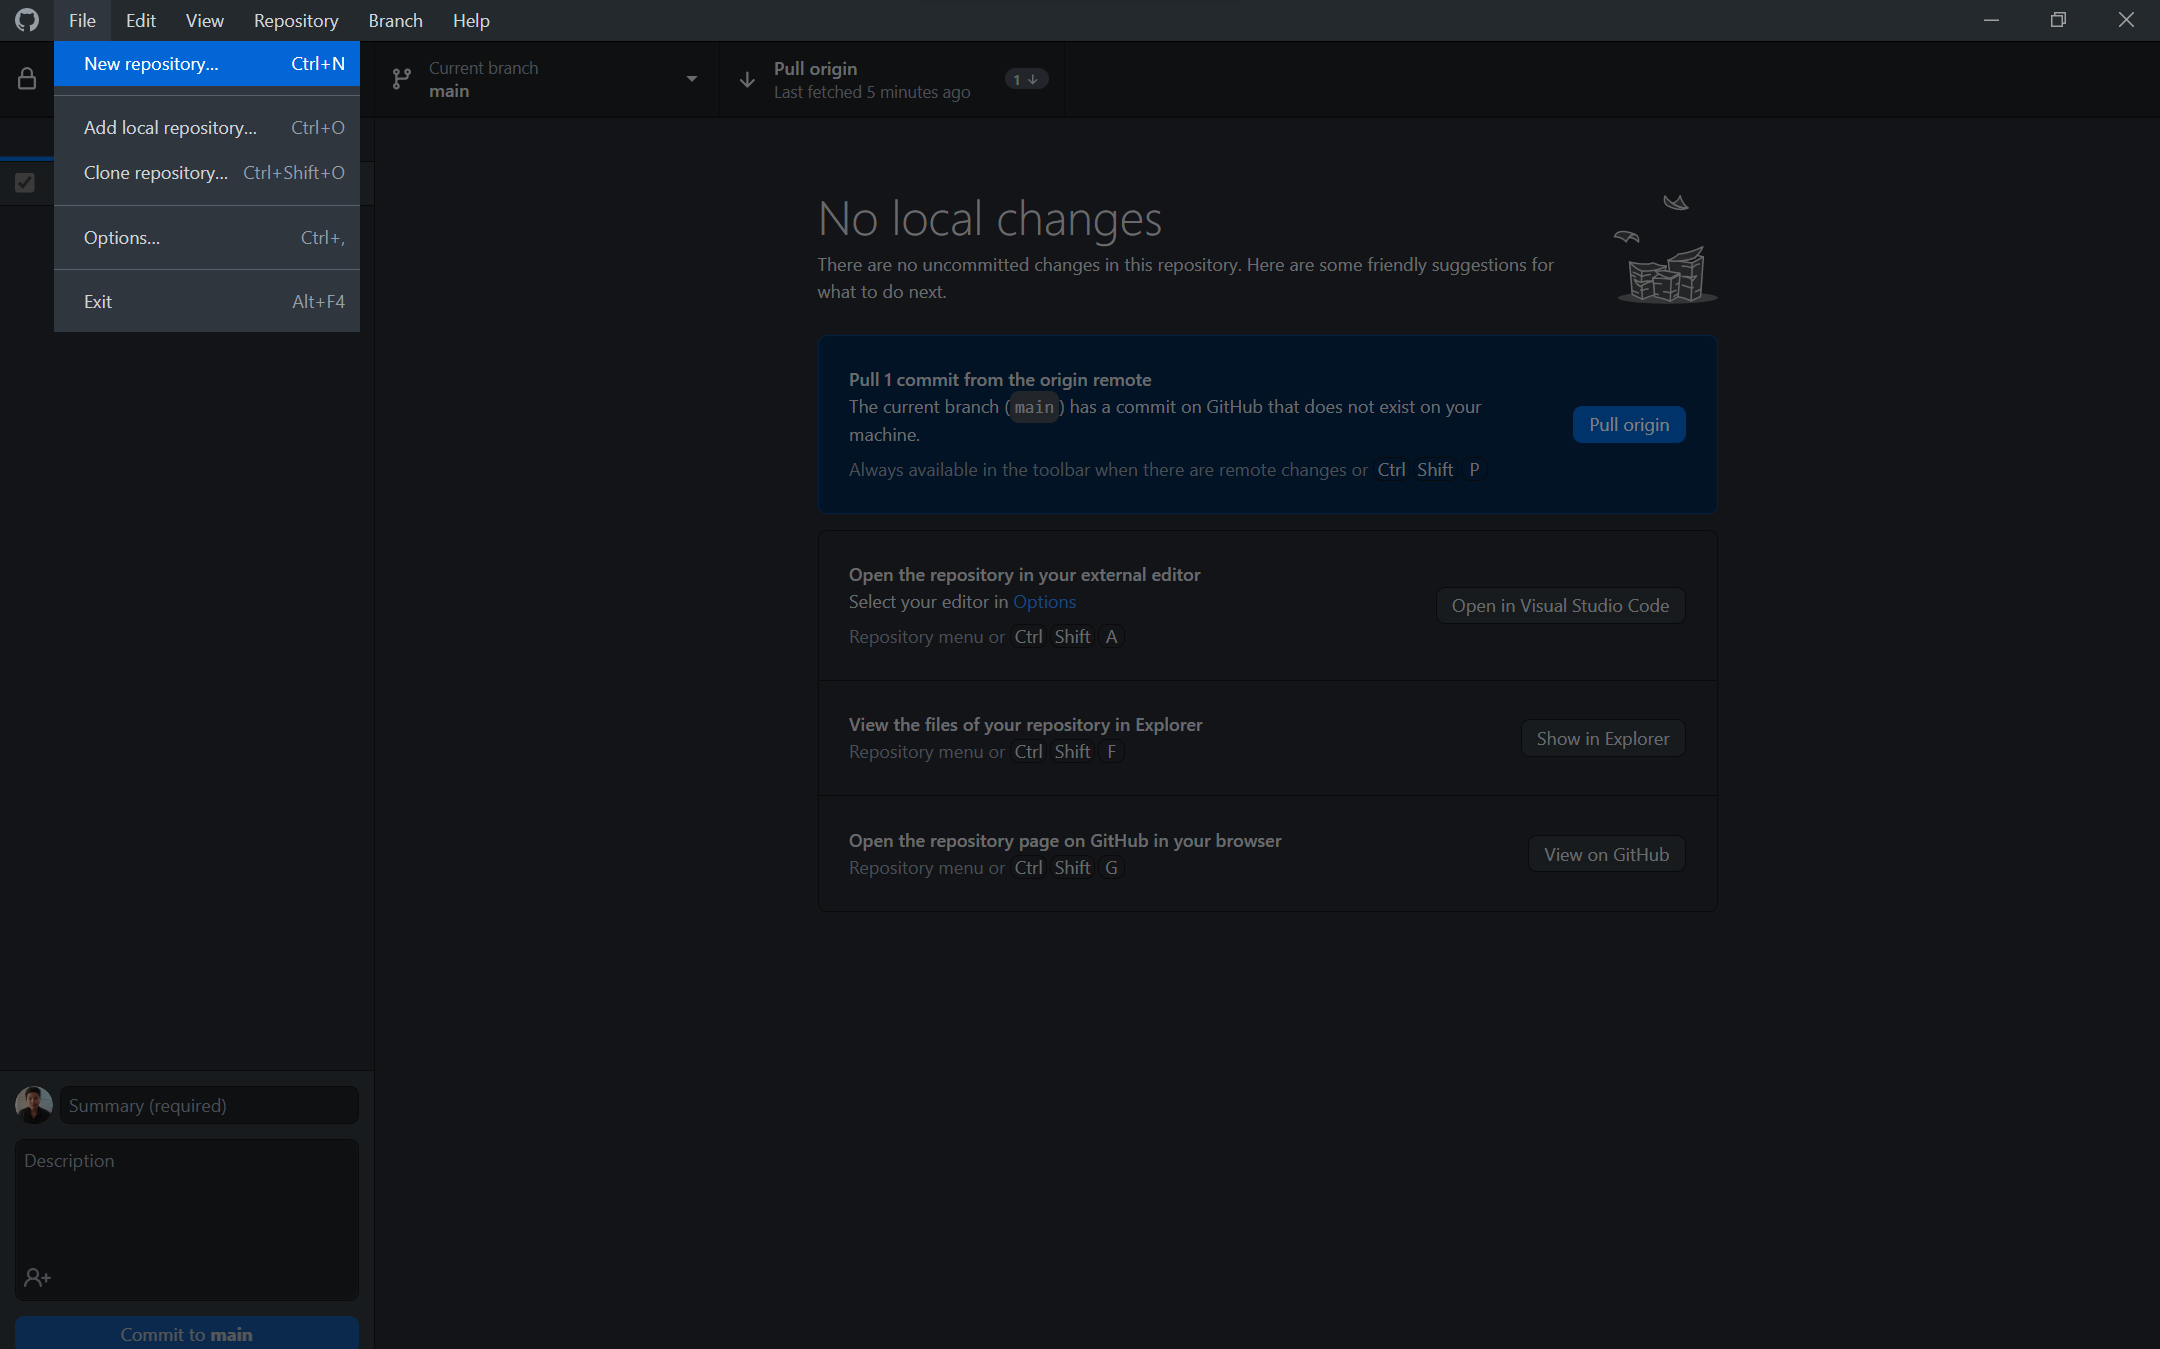 File Edit View Repository Branch Help
New repository... Ctrl+N
Add local repository... Ctrl+O
Clone repository... Ctrl+Shift+O
Options... Ctrl+,
Exit Alt+F4
Current branch
main
Pull origin
Last fetched 5 minutes ago
1
No local changes
There are no uncommitted changes in this repository. Here are some friendly suggestions for
what to do next.
Pull 1 commit from the origin remote
The current branch (main) has a commit on GitHub that does not exist on your
machine.
Always available in the toolbar when there are remote changes or Ctrl Shift P
Pull origin
Open the repository in your external editor
Select your editor in Options
Repository menu or Ctrl Shift A
Open in Visual Studio Code
View the files of your repository in Explorer
Repository menu or Ctrl Shift F
Show in Explorer
Open the repository page on GitHub in your browser
Repository menu or Ctrl Shift G
View on GitHub
Summary (required)
Description
Commit to main